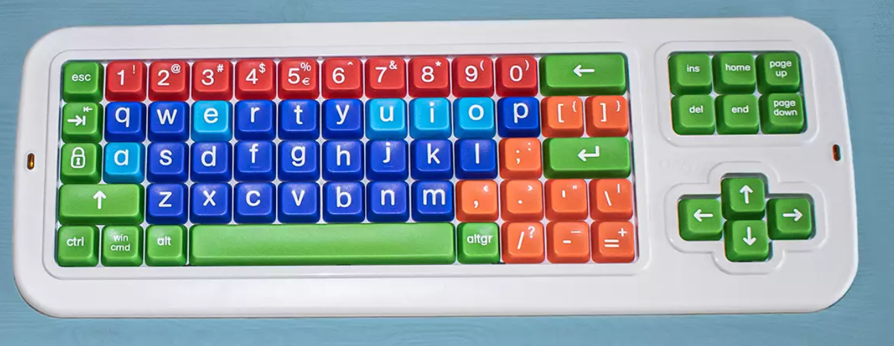 esc 1! 2@ 3# 4$ 5%€ 6^ 7& 8* 9( 0) ← ins home page up
⇥ q w e r t y u i o p [{ ]} del end page down
a s d f g h j k l ;: ↵
↑ z x c v b n m ,< .> '" \| ↑
ctrl win cmd alt altgr /? -_ =+ ← ↓ →